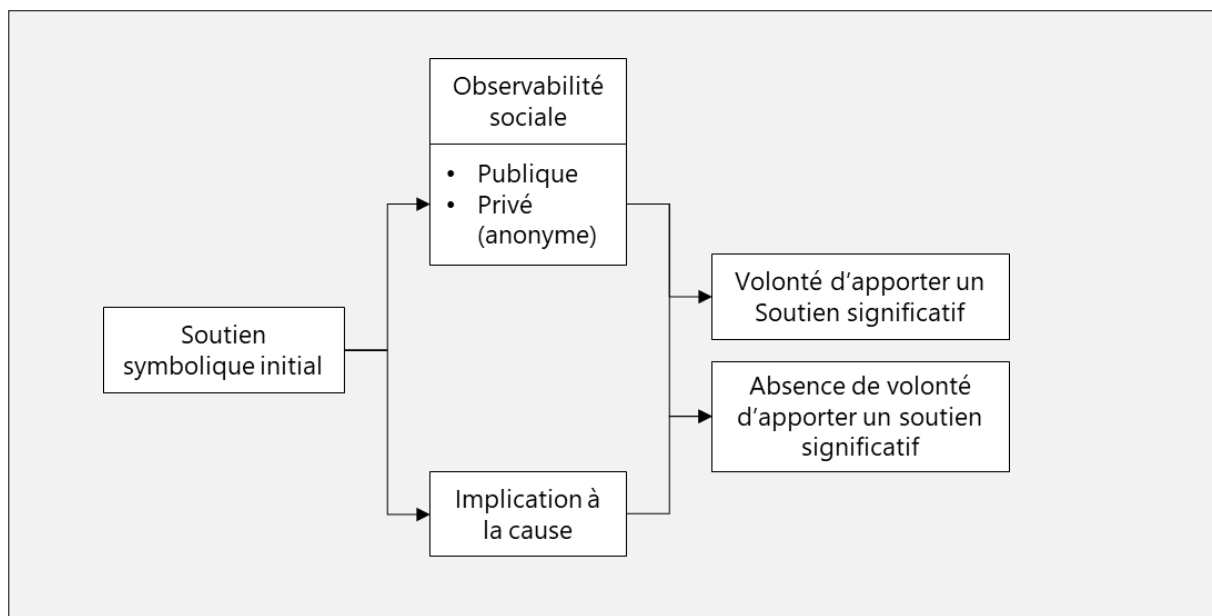 Observabilité
sociale
• Publique
• Privé
(anonyme)
Soutien
symbolique initial
Implication à
la cause
Volonté d’apporter un
Soutien significatif
Absence de volonté
d’apporter un soutien
significatif